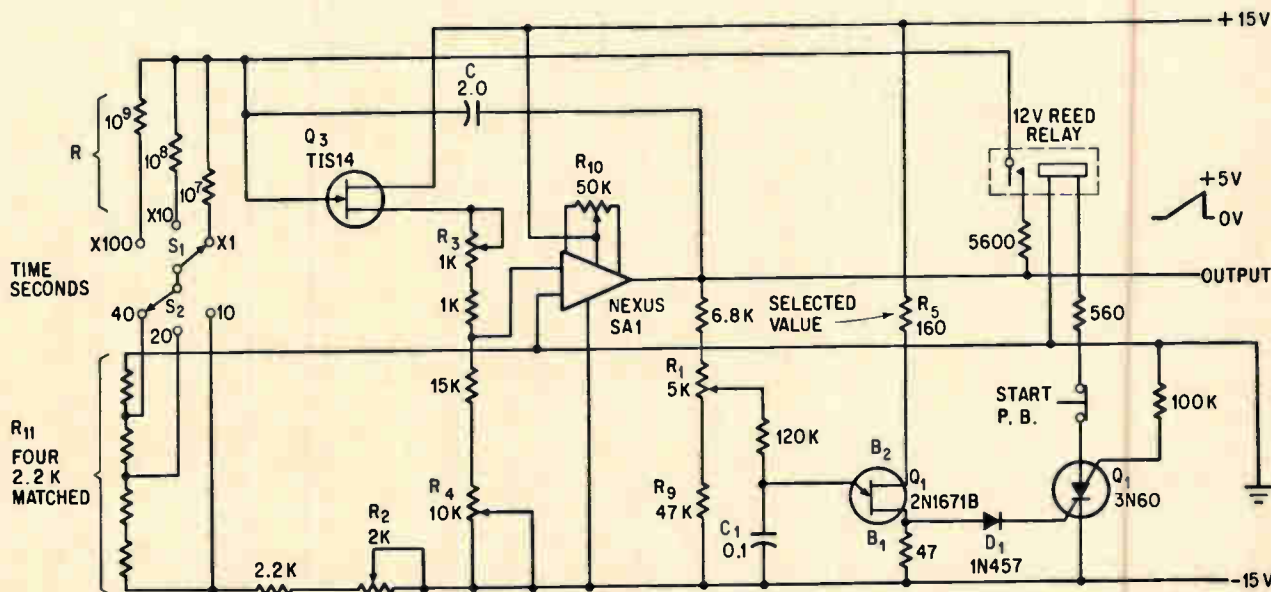 +15V
C
2.0
12V REED
RELAY
10⁹
Q3
TIS14
R10
50K
R
10⁸
10⁷
+5V
0V
X10
X100
S1
X1
R3
1K
5600
TIME
SECONDS
OUTPUT
S2
1K
NEXUS
SA1
6.8K
SELECTED
VALUE
R5
160
560
40
20
10
R1
5K
START
P. B.
100K
15K
R11
FOUR
2.2K
MATCHED
120K
B2
Q1
2N1671B
Q1
3N60
R4
10K
R9
47K
R2
2K
C1
0.1
B1
47
D1
1N457
2.2K
-15V